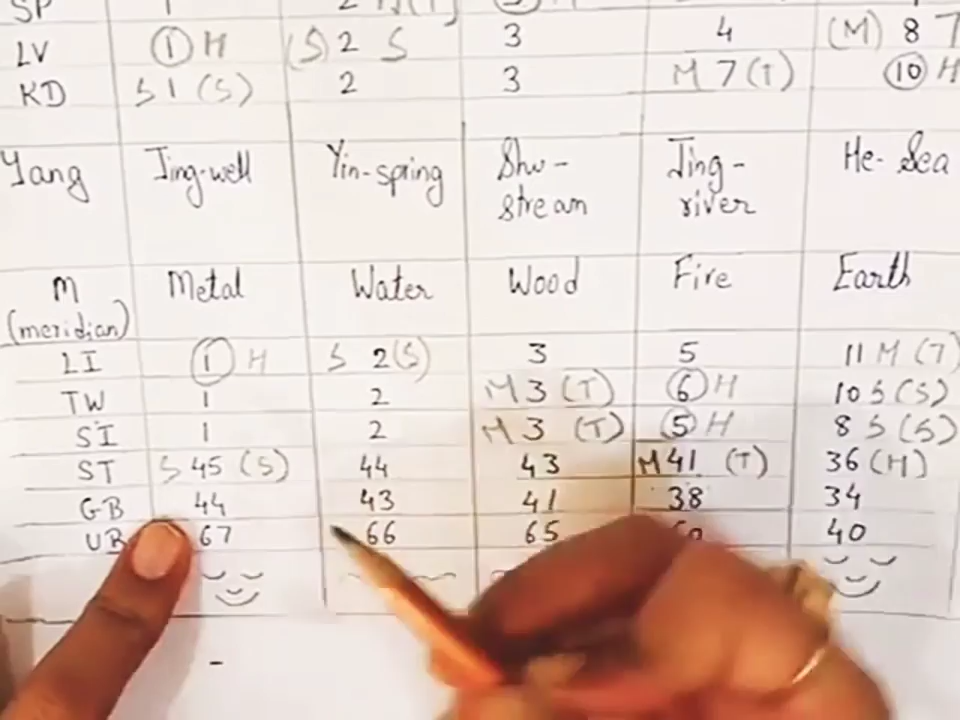 SP 1 2
LV 1 H (S) 2 S 3 4 (M) 8 7
KD S 1 (S) 2 3 M 7 (T) 10 H
Yang Jing-well Yin-spring Shu-stream Jing-river He-Sea
M (meridian) Metal Water Wood Fire Earth
LI 1 H S 2 (S) 3 5 11 M (T)
TW 1 2 M 3 (T) 6 H 10 S (S)
SI 1 2 M 3 (T) 5 H 8 S (S)
ST S 45 (S) 44 43 M 41 (T) 36 (H)
GB 44 43 41 38 34
UB 67 66 65 40